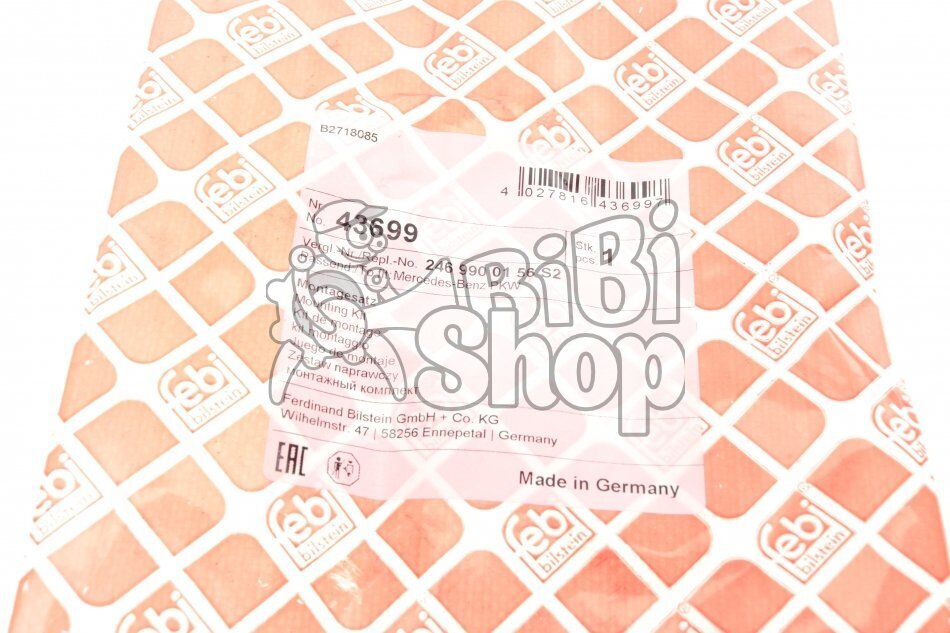 febi
bilstein
B2718085
4 027816 436997
Nr.
No. 43699
Stk.
pcs. 1
Vergl.-Nr./Repl.-No. 246 990 01 56 S2
Passend / To fit: Mercedes-Benz PKW
Montagesatz
Mounting Kit
Kit de montage
kit montaggio
Juego de montaje
Zestaw naprawczy
Монтажный комплект
Ferdinand Bilstein GmbH + Co. KG
Wilhelmstr. 47 | 58256 Ennepetal | Germany
EAC
Made in Germany
BiBi
Shop